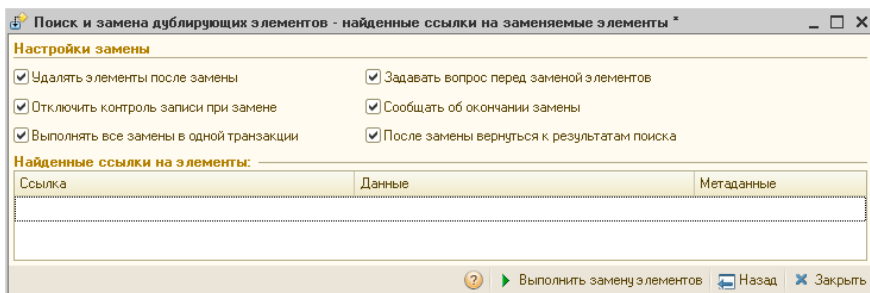 Поиск и замена дублирующих элементов - найденные ссылки на заменяемые элементы *
Настройки замены
Удалять элементы после замены
Задавать вопрос перед заменой элементов
Отключить контроль записи при замене
Сообщать об окончании замены
Выполнять все замены в одной транзакции
После замены вернуться к результатам поиска
Найденные ссылки на элементы:
Ссылка Данные Метаданные
? Выполнить замену элементов Назад Закрыть